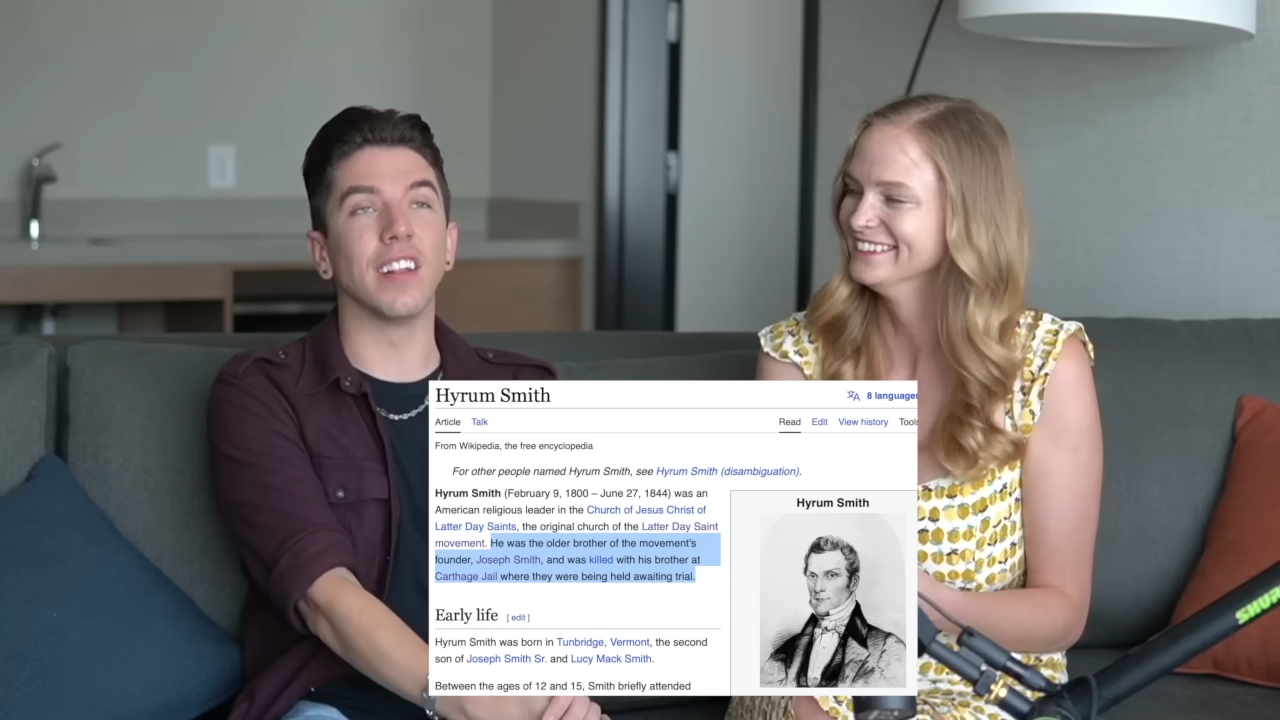 Hyrum Smith
8 languages
Article Talk Read Edit View history Tools
From Wikipedia, the free encyclopedia
For other people named Hyrum Smith, see Hyrum Smith (disambiguation).
Hyrum Smith (February 9, 1800 – June 27, 1844) was an
American religious leader in the Church of Jesus Christ of
Latter Day Saints, the original church of the Latter Day Saint
movement. He was the older brother of the movement's
founder, Joseph Smith, and was killed with his brother at
Carthage Jail where they were being held awaiting trial.
Hyrum Smith
Early life [ edit ]
Hyrum Smith was born in Tunbridge, Vermont, the second
son of Joseph Smith Sr. and Lucy Mack Smith.
Between the ages of 12 and 15, Smith briefly attended
SHUR